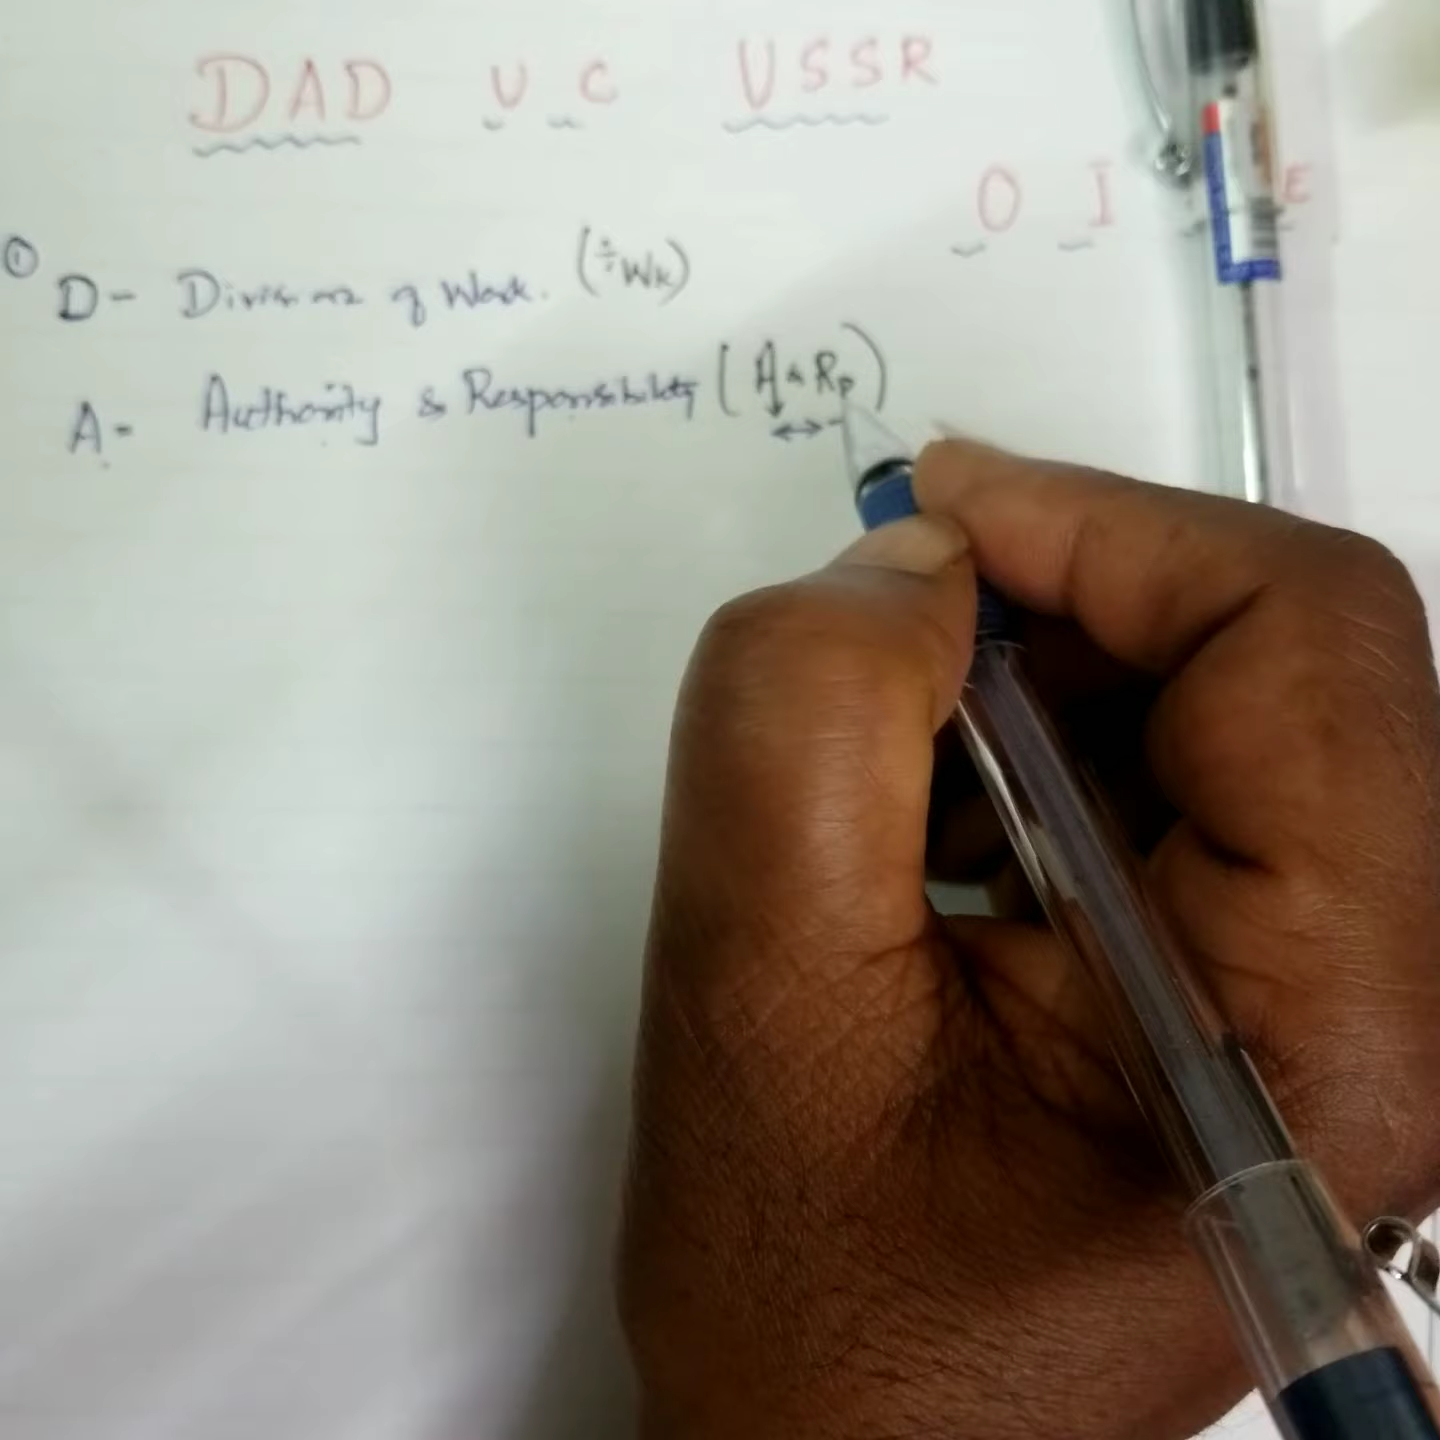 DAD U C USSR
O I E
① D- Division of Work. (÷Wk)
A- Authority & Responsibility (A & Rp)
↔